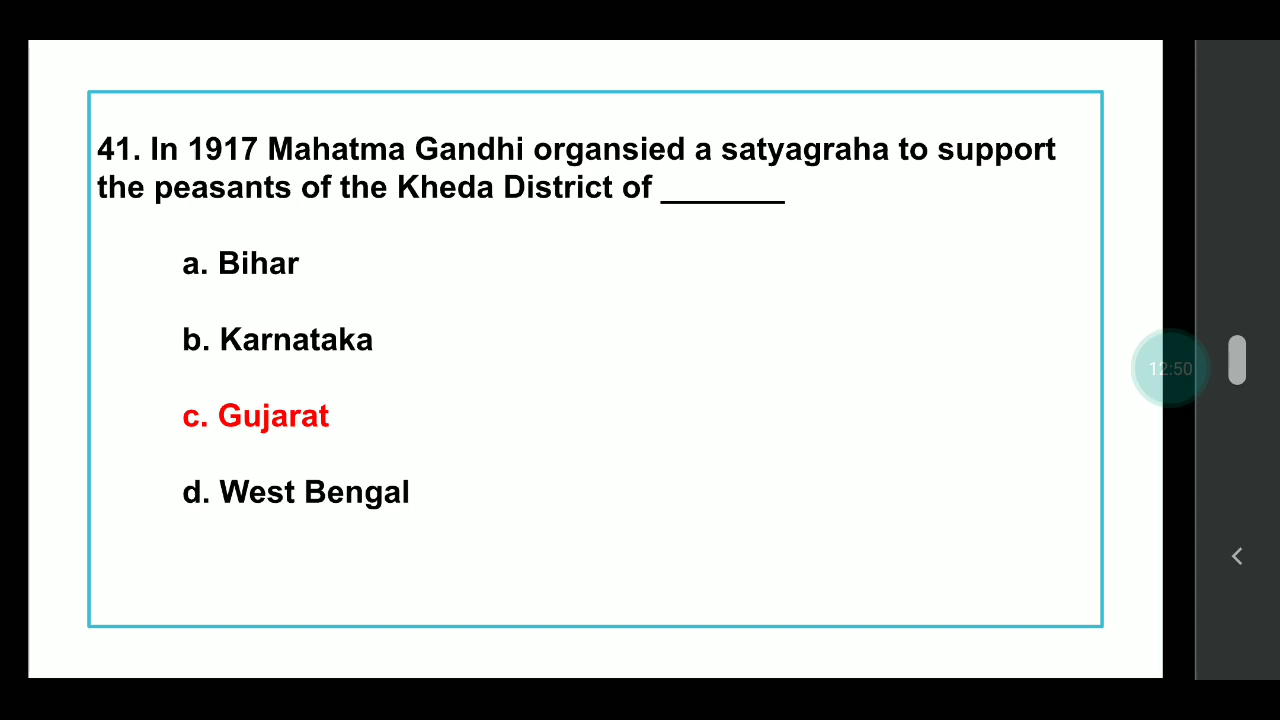 41. In 1917 Mahatma Gandhi organsied a satyagraha to support
the peasants of the Kheda District of _______
a. Bihar
b. Karnataka
c. Gujarat
d. West Bengal
12:50